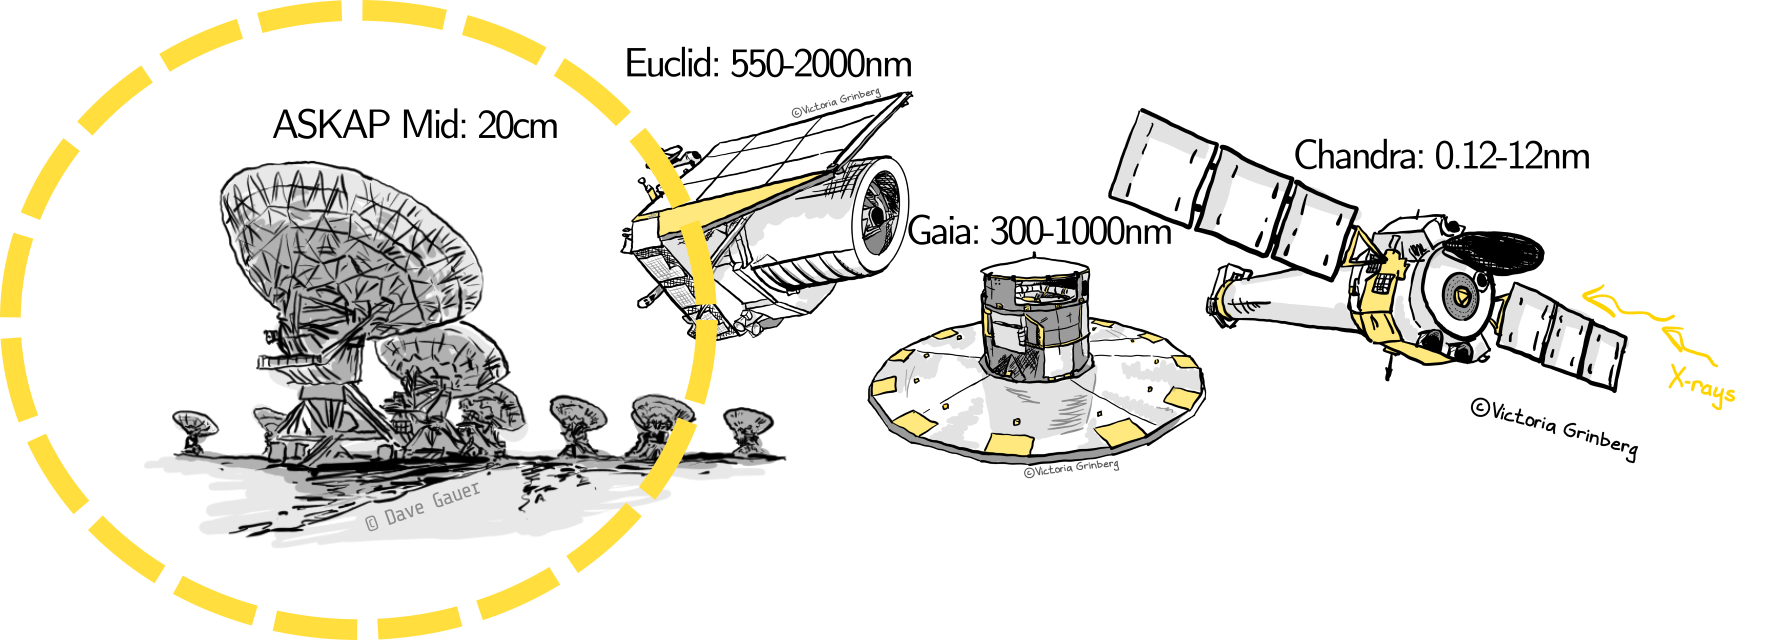 Euclid: 550-2000nm
©Victoria Grinberg
ASKAP Mid: 20cm
Chandra: 0.12-12nm
Gaia: 300-1000nm
X-rays
©Victoria Grinberg
©Victoria Grinberg
© Dave Gauer